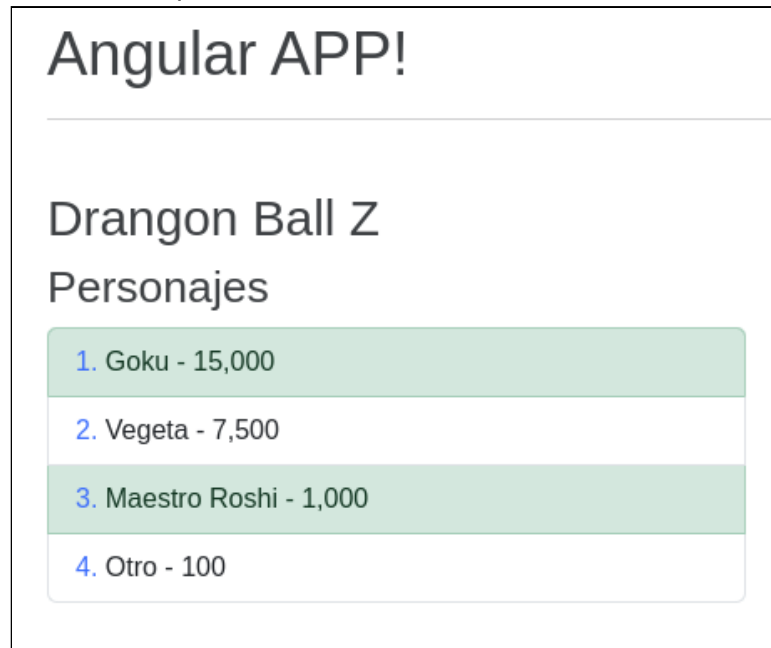 Angular APP!
Drangon Ball Z
Personajes
1. Goku - 15,000
2. Vegeta - 7,500
3. Maestro Roshi - 1,000
4. Otro - 100